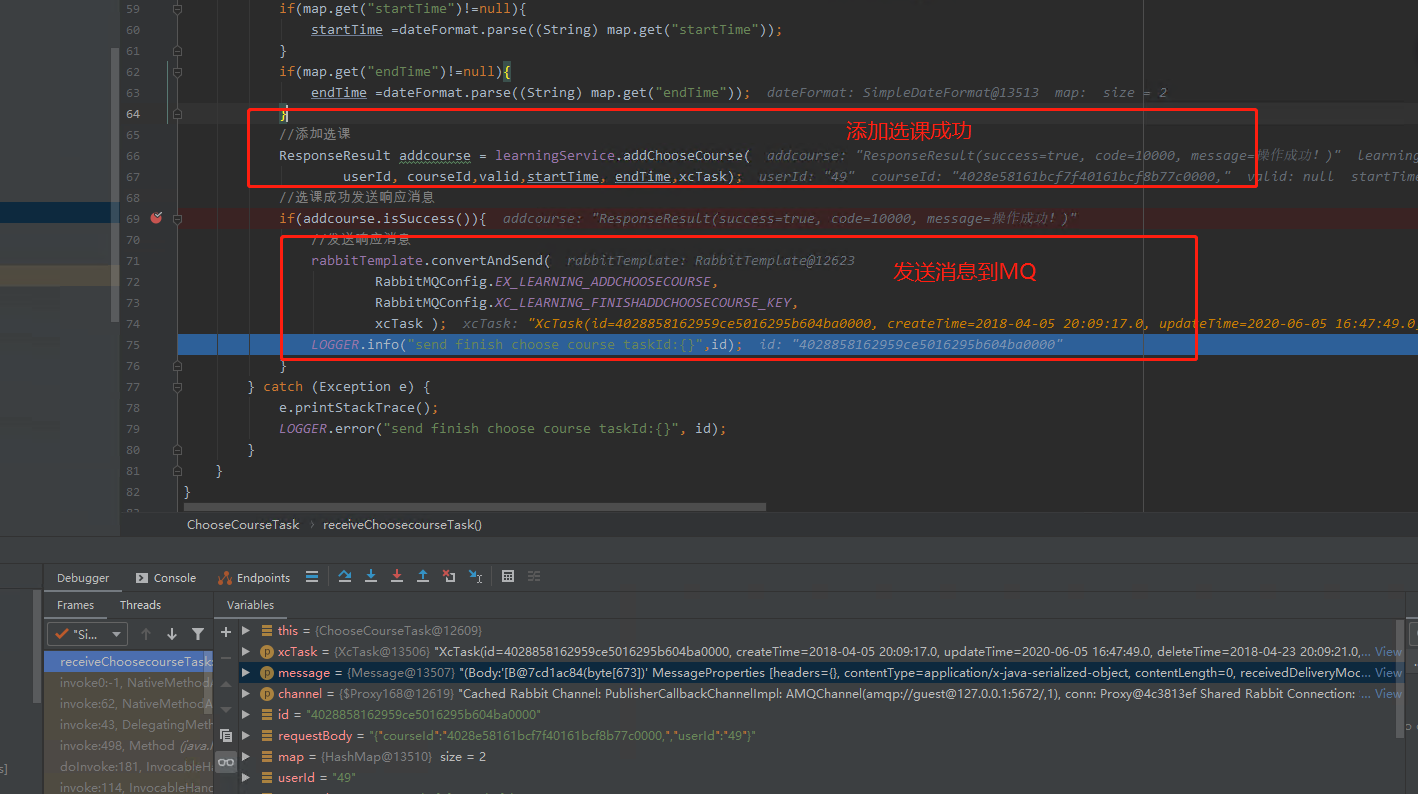 59 if(map.get("startTime")!=null){
60 startTime =dateFormat.parse((String) map.get("startTime"));
61 }
62 if(map.get("endTime")!=null){
63 endTime =dateFormat.parse((String) map.get("endTime")); dateFormat: SimpleDateFormat@13513 map: size = 2
64 }
65 //添加选课
添加选课成功
66 ResponseResult addcourse = learningService.addChooseCourse( addcourse: "ResponseResult(success=true, code=10000, message=操作成功！)" learning
67 userId, courseId,valid,startTime, endTime,xcTask); userId: "49" courseId: "4028e58161bcf7f40161bcf8b77c0000," valid: null startTime
68 //选课成功发送响应消息
69 if(addcourse.isSuccess()){ addcourse: "ResponseResult(success=true, code=10000, message=操作成功！)"
70 //发送响应消息
71 rabbitTemplate.convertAndSend( rabbitTemplate: RabbitTemplate@12623
发送消息到MQ
72 RabbitMQConfig.EX_LEARNING_ADDCHOOSECOURSE,
73 RabbitMQConfig.XC_LEARNING_FINISHADDCHOOSECOURSE_KEY,
74 xcTask ); xcTask: "XcTask(id=4028858162959ce5016295b604ba0000, createTime=2018-04-05 20:09:17.0, updateTime=2020-06-05 16:47:49.0,
75 LOGGER.info("send finish choose course taskId:{}",id); id: "4028858162959ce5016295b604ba0000"
76 }
77 } catch (Exception e) {
78 e.printStackTrace();
79 LOGGER.error("send finish choose course taskId:{}", id);
80 }
81 }
82 }
ChooseCourseTask › receiveChoosecourseTask()
Debugger Console Endpoints
Frames Threads Variables
"Si...
this = {ChooseCourseTask@12609}
xcTask = {XcTask@13506} "XcTask(id=4028858162959ce5016295b604ba0000, createTime=2018-04-05 20:09:17.0, updateTime=2020-06-05 16:47:49.0, deleteTime=2018-04-23 20:09:21.0,... View
receiveChoosecourseTask:
message = {Message@13507} "(Body:'[B@7cd1ac84(byte[673])' MessageProperties [headers={}, contentType=application/x-java-serialized-object, contentLength=0, receivedDeliveryMoc... View
invoke0:-1, NativeMethodA
channel = {$Proxy168@12619} "Cached Rabbit Channel: PublisherCallbackChannelImpl: AMQChannel(amqp://guest@127.0.0.1:5672/,1), conn: Proxy@4c3813ef Shared Rabbit Connection: ... View
invoke:62, NativeMethodA
id = "4028858162959ce5016295b604ba0000"
invoke:43, DelegatingMeth
requestBody = "{"courseId":"4028e58161bcf7f40161bcf8b77c0000,","userId":"49"}"
invoke:498, Method (java.l
map = {HashMap@13510} size = 2
doInvoke:181, InvocableHa
userId = "49"
invoke:114, InvocableHand
s]